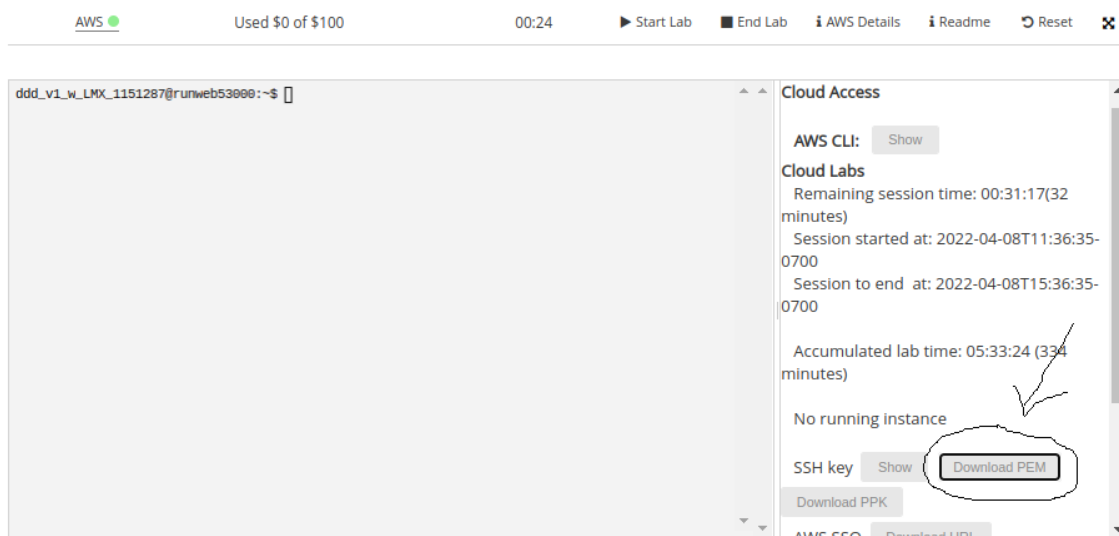 AWS Used $0 of $100 00:24 Start Lab End Lab AWS Details Readme Reset
ddd_v1_w_LMX_1151287@runweb53000:~$
Cloud Access
AWS CLI: Show
Cloud Labs
Remaining session time: 00:31:17(32
minutes)
Session started at: 2022-04-08T11:36:35-
0700
Session to end at: 2022-04-08T15:36:35-
0700
Accumulated lab time: 05:33:24 (334
minutes)
No running instance
SSH key Show Download PEM
Download PPK
AWS SSO Download URL